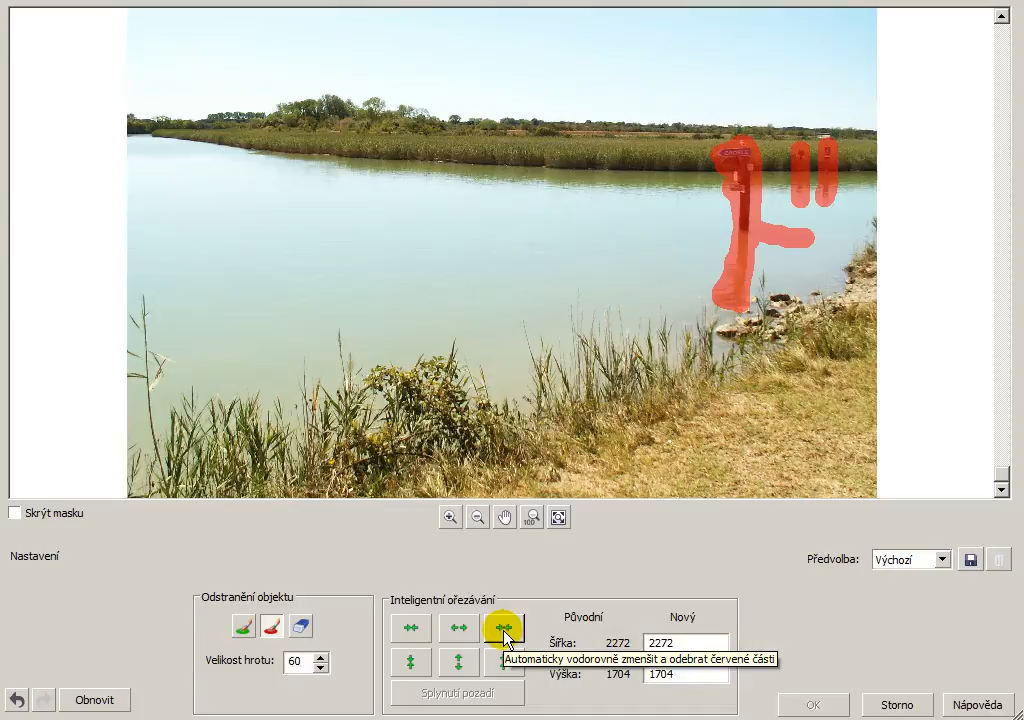 Skrýt masku
100
Nastavení
Předvolba: Výchozí
Odstranění objektu
Velikost hrotu: 60
Inteligentní ořezávání
Původní Nový
Šířka: 2272 2272
Automaticky vodorovně zmenšit a odebrat červené části
Výška: 1704 1704
Splynutí pozadí
Obnovit
OK Storno Nápověda